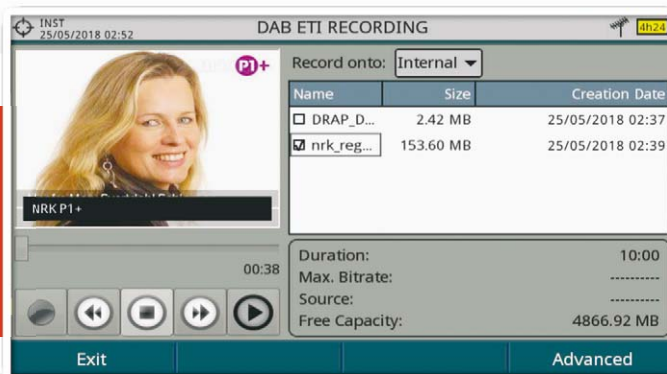 INST
25/05/2018 02:52
DAB ETI RECORDING
4h24
P1+
NRK P1+
00:38
Record onto: Internal
Name Size Creation Date
DRAP_D... 2.42 MB 25/05/2018 02:37
nrk_reg... 153.60 MB 25/05/2018 02:39
Duration: 10:00
Max. Bitrate: ----------
Source: ----------
Free Capacity: 4866.92 MB
Exit Advanced